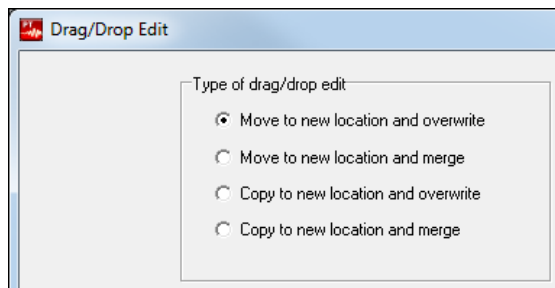 Drag/Drop Edit
Type of drag/drop edit
Move to new location and overwrite
Move to new location and merge
Copy to new location and overwrite
Copy to new location and merge